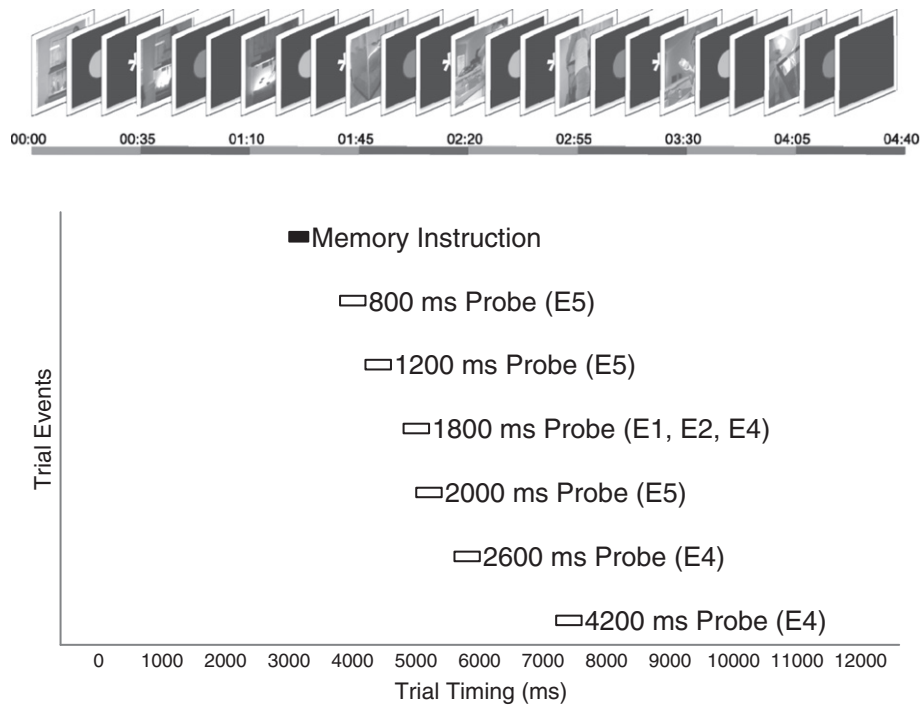 00:00 00:35 01:10 01:45 02:20 02:55 03:30 04:05 04:40
Memory Instruction
800 ms Probe (E5)
1200 ms Probe (E5)
1800 ms Probe (E1, E2, E4)
2000 ms Probe (E5)
2600 ms Probe (E4)
4200 ms Probe (E4)
Trial Events
0 1000 2000 3000 4000 5000 6000 7000 8000 9000 10000 11000 12000
Trial Timing (ms)